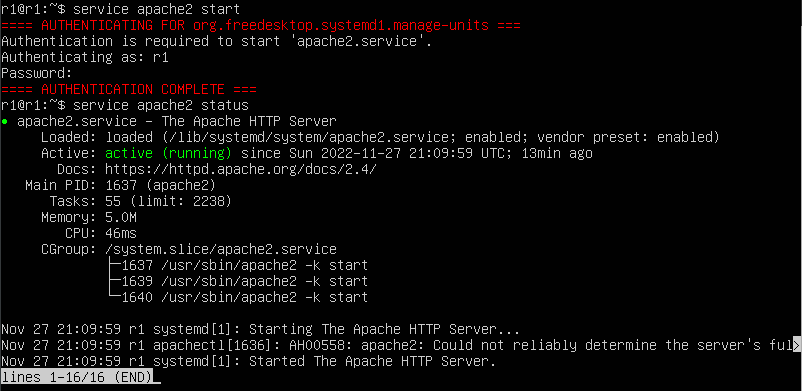 r1@r1:~$ service apache2 start
==== AUTHENTICATING FOR org.freedesktop.systemd1.manage-units ===
Authentication is required to start 'apache2.service'.
Authenticating as: r1
Password:
==== AUTHENTICATION COMPLETE ===
r1@r1:~$ service apache2 status
● apache2.service - The Apache HTTP Server
     Loaded: loaded (/lib/systemd/system/apache2.service; enabled; vendor preset: enabled)
     Active: active (running) since Sun 2022-11-27 21:09:59 UTC; 13min ago
       Docs: https://httpd.apache.org/docs/2.4/
   Main PID: 1637 (apache2)
      Tasks: 55 (limit: 2238)
     Memory: 5.0M
        CPU: 46ms
     CGroup: /system.slice/apache2.service
             ├─1637 /usr/sbin/apache2 -k start
             ├─1639 /usr/sbin/apache2 -k start
             └─1640 /usr/sbin/apache2 -k start

Nov 27 21:09:59 r1 systemd[1]: Starting The Apache HTTP Server...
Nov 27 21:09:59 r1 apachectl[1636]: AH00558: apache2: Could not reliably determine the server's ful>
Nov 27 21:09:59 r1 systemd[1]: Started The Apache HTTP Server.
lines 1-16/16 (END)